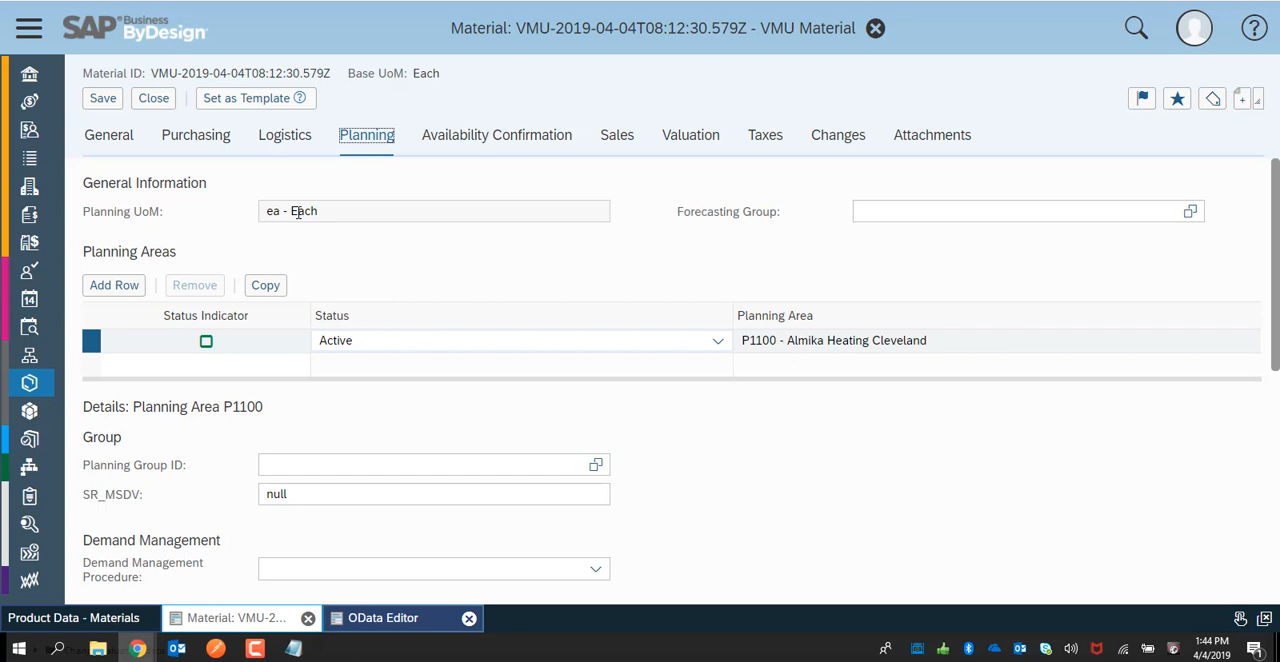 SAP Business ByDesign
Material: VMU-2019-04-04T08:12:30.579Z - VMU Material
Material ID: VMU-2019-04-04T08:12:30.579Z Base UoM: Each
Save Close Set as Template
General Purchasing Logistics Planning Availability Confirmation Sales Valuation Taxes Changes Attachments
General Information
Planning UoM: ea - Each Forecasting Group:
Planning Areas
Add Row Remove Copy
Status Indicator Status Planning Area
Active P1100 - Almika Heating Cleveland
Details: Planning Area P1100
Group
Planning Group ID:
SR_MSDV: null
Demand Management
Demand Management
Procedure:
14
Product Data - Materials Material: VMU-2... OData Editor
1:44 PM
4/4/2019
1